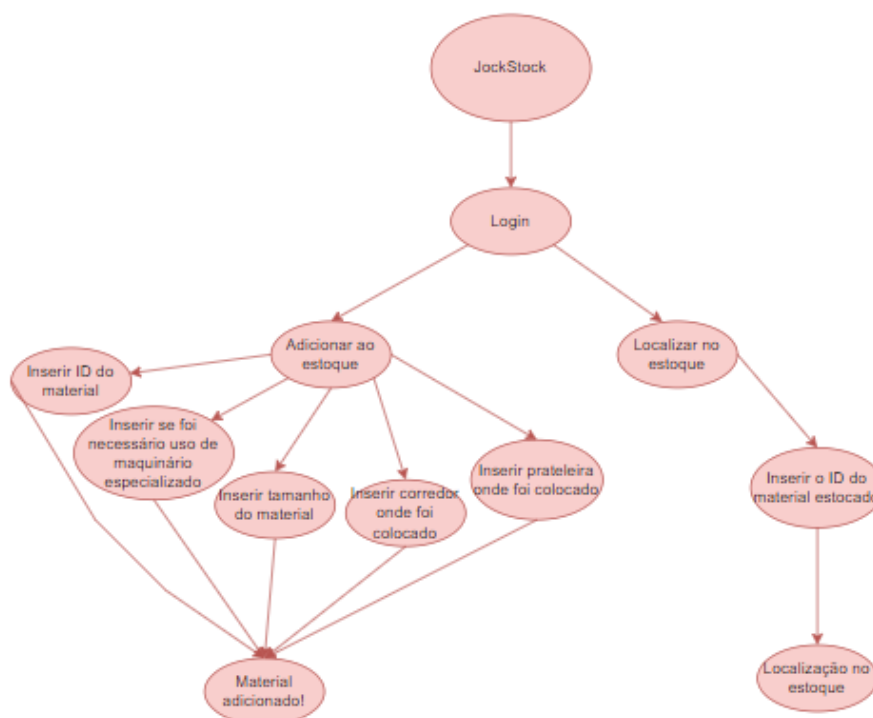 JockStock
Login
Adicionar ao
estoque
Localizar no
estoque
Inserir ID do
material
Inserir se foi
necessário uso de
maquinário
especializado
Inserir tamanho
do material
Inserir corredor
onde foi
colocado
Inserir prateleira
onde foi colocado
Inserir o ID do
material estocado
Material
adicionado!
Localização no
estoque